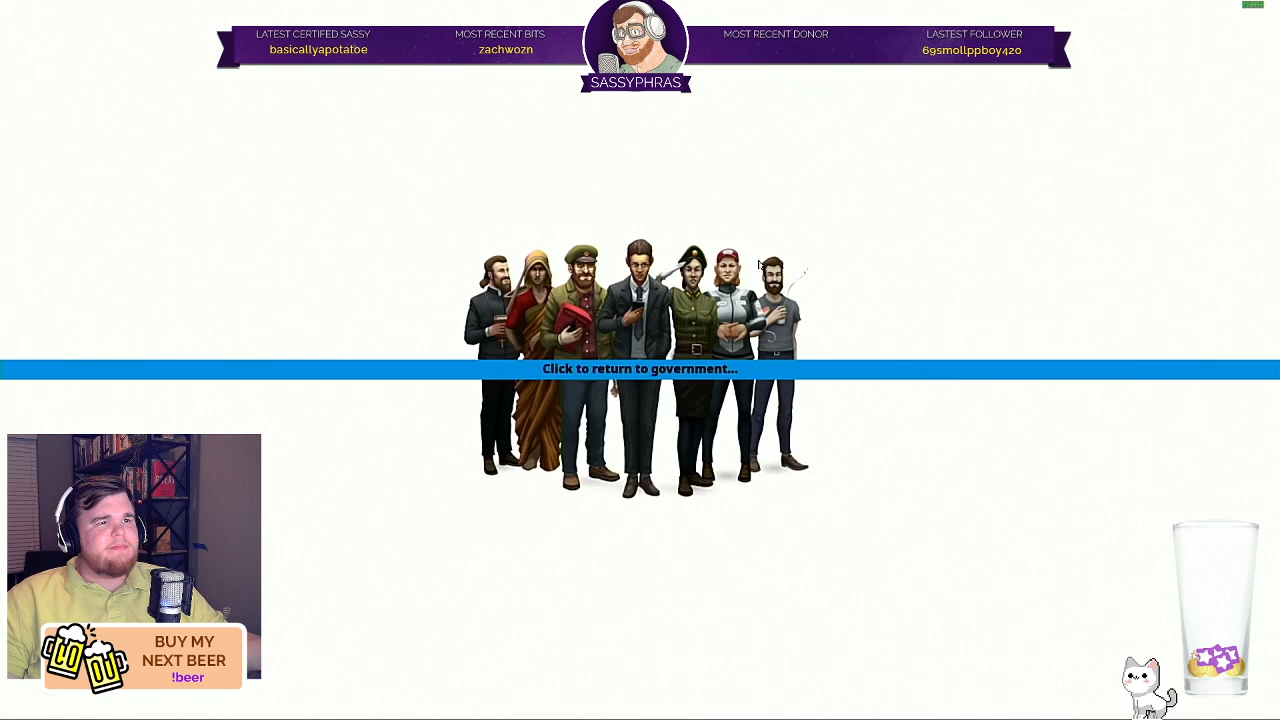 LATEST CERTIFED SASSY
basicallyapotatoe
MOST RECENT BITS
zachwozn
MOST RECENT DONOR
LASTEST FOLLOWER
69smollppboy420
SASSYPHRAS
Click to return to government...
BUY MY
NEXT BEER
!beer